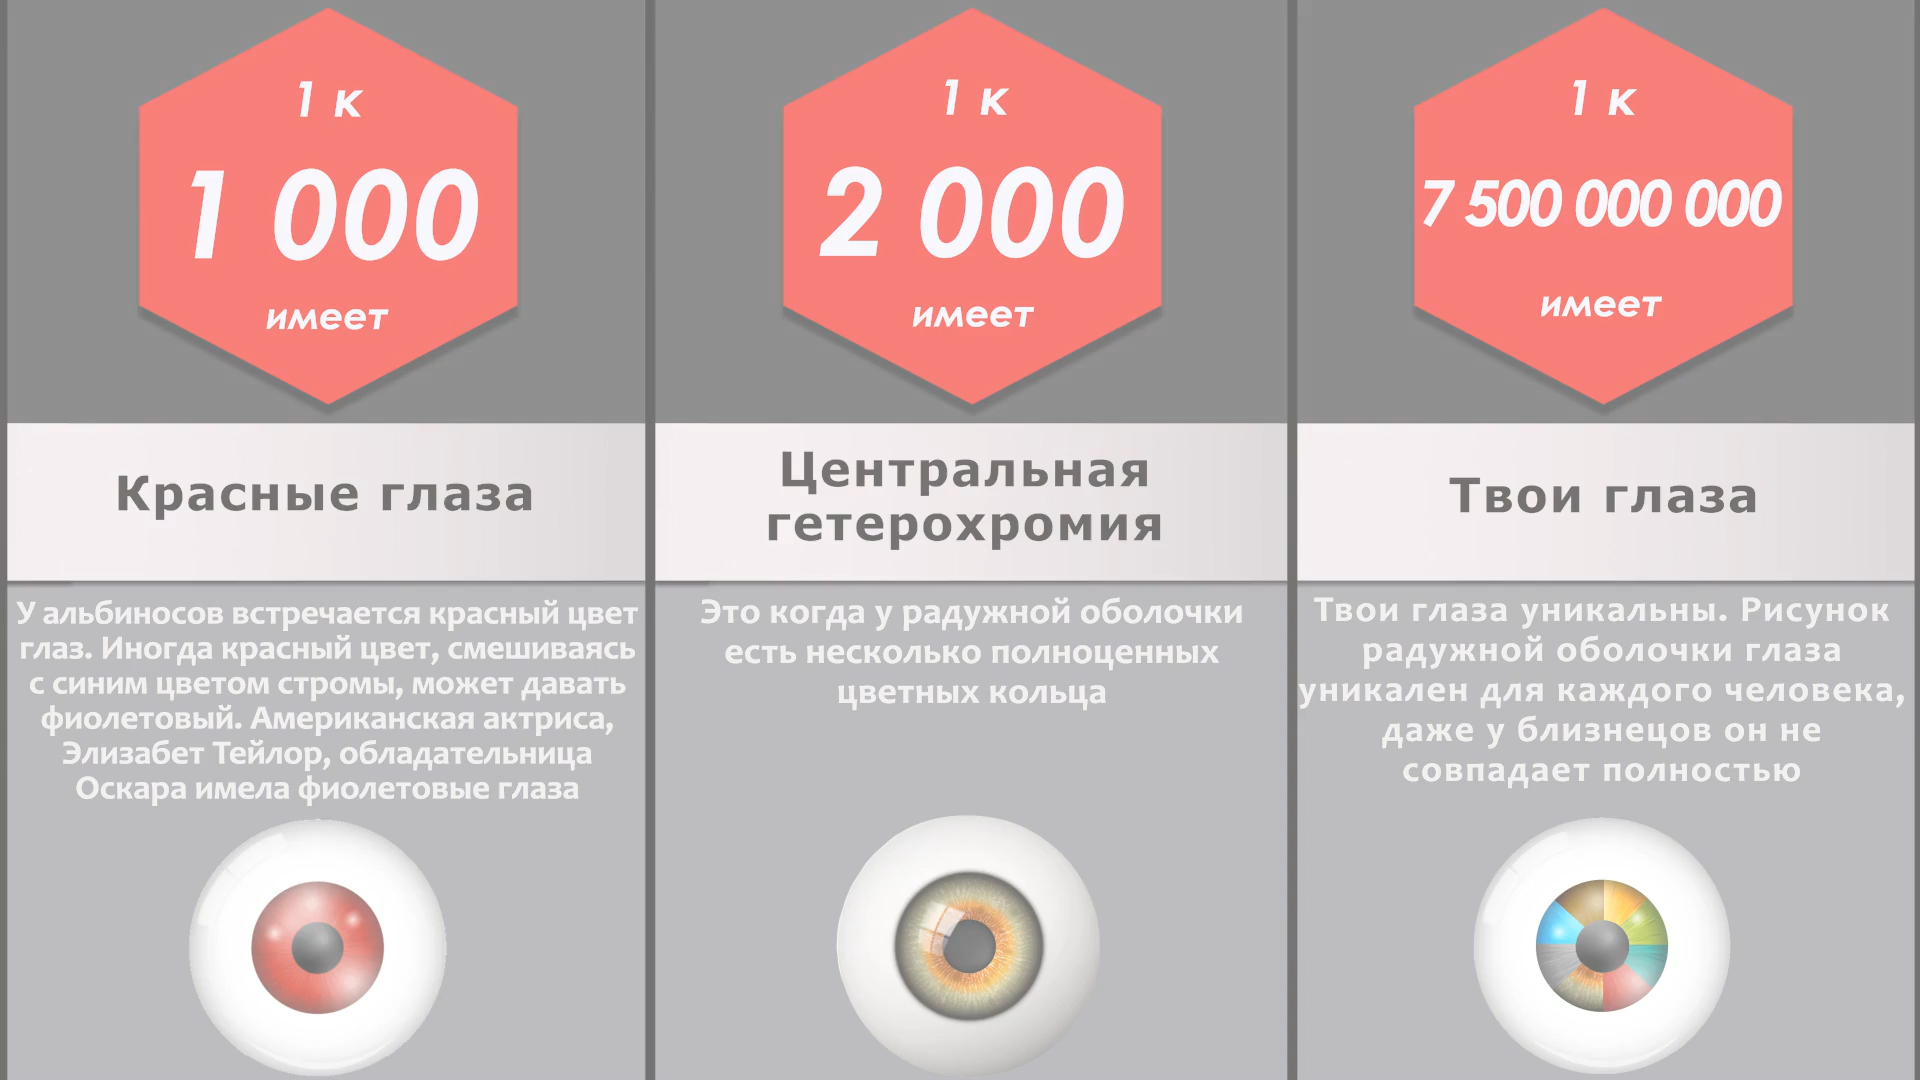 1 к
1 000
имеет
Красные глаза
У альбиносов встречается красный цвет
глаз. Иногда красный цвет, смешиваясь
с синим цветом стромы, может давать
фиолетовый. Американская актриса,
Элизабет Тейлор, обладательница
Оскара имела фиолетовые глаза
1 к
2 000
имеет
Центральная
гетерохромия
Это когда у радужной оболочки
есть несколько полноценных
цветных кольца
1 к
7 500 000 000
имеет
Твои глаза
Твои глаза уникальны. Рисунок
радужной оболочки глаза
уникален для каждого человека,
даже у близнецов он не
совпадает полностью